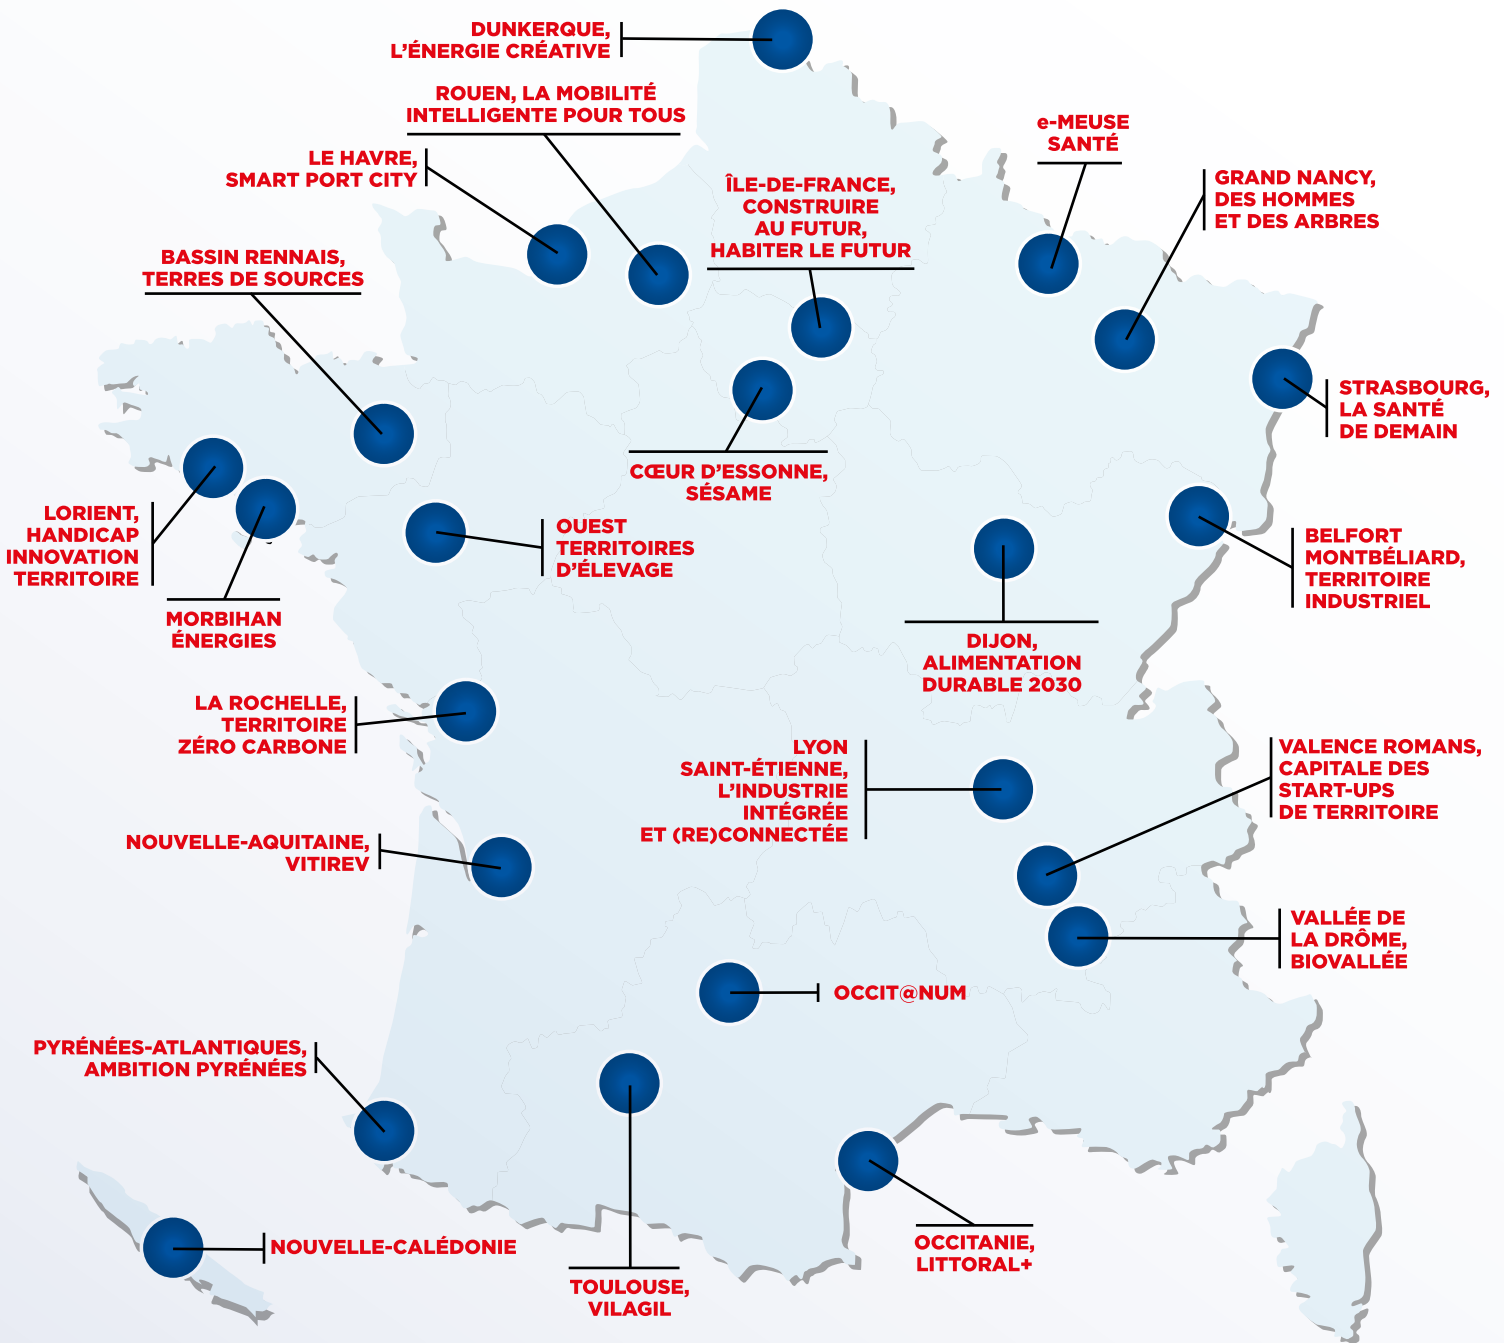 DUNKERQUE,
L'ÉNERGIE CRÉATIVE
ROUEN, LA MOBILITÉ
INTELLIGENTE POUR TOUS
LE HAVRE,
SMART PORT CITY
BASSIN RENNAIS,
TERRES DE SOURCES
ÎLE-DE-FRANCE,
CONSTRUIRE
AU FUTUR,
HABITER LE FUTUR
e-MEUSE
SANTÉ
GRAND NANCY,
DES HOMMES
ET DES ARBRES
STRASBOURG,
LA SANTÉ
DE DEMAIN
CŒUR D'ESSONNE,
SÉSAME
LORIENT,
HANDICAP
INNOVATION
TERRITOIRE
MORBIHAN
ÉNERGIES
OUEST
TERRITOIRES
D'ÉLEVAGE
BELFORT
MONTBÉLIARD,
TERRITOIRE
INDUSTRIEL
DIJON,
ALIMENTATION
DURABLE 2030
LA ROCHELLE,
TERRITOIRE
ZÉRO CARBONE
LYON
SAINT-ÉTIENNE,
L'INDUSTRIE
INTÉGRÉE
ET (RE)CONNECTÉE
VALENCE ROMANS,
CAPITALE DES
START-UPS
DE TERRITOIRE
NOUVELLE-AQUITAINE,
VITIREV
VALLÉE DE
LA DRÔME,
BIOVALLÉE
OCCIT@NUM
PYRÉNÉES-ATLANTIQUES,
AMBITION PYRÉNÉES
NOUVELLE-CALÉDONIE
TOULOUSE,
VILAGIL
OCCITANIE,
LITTORAL+